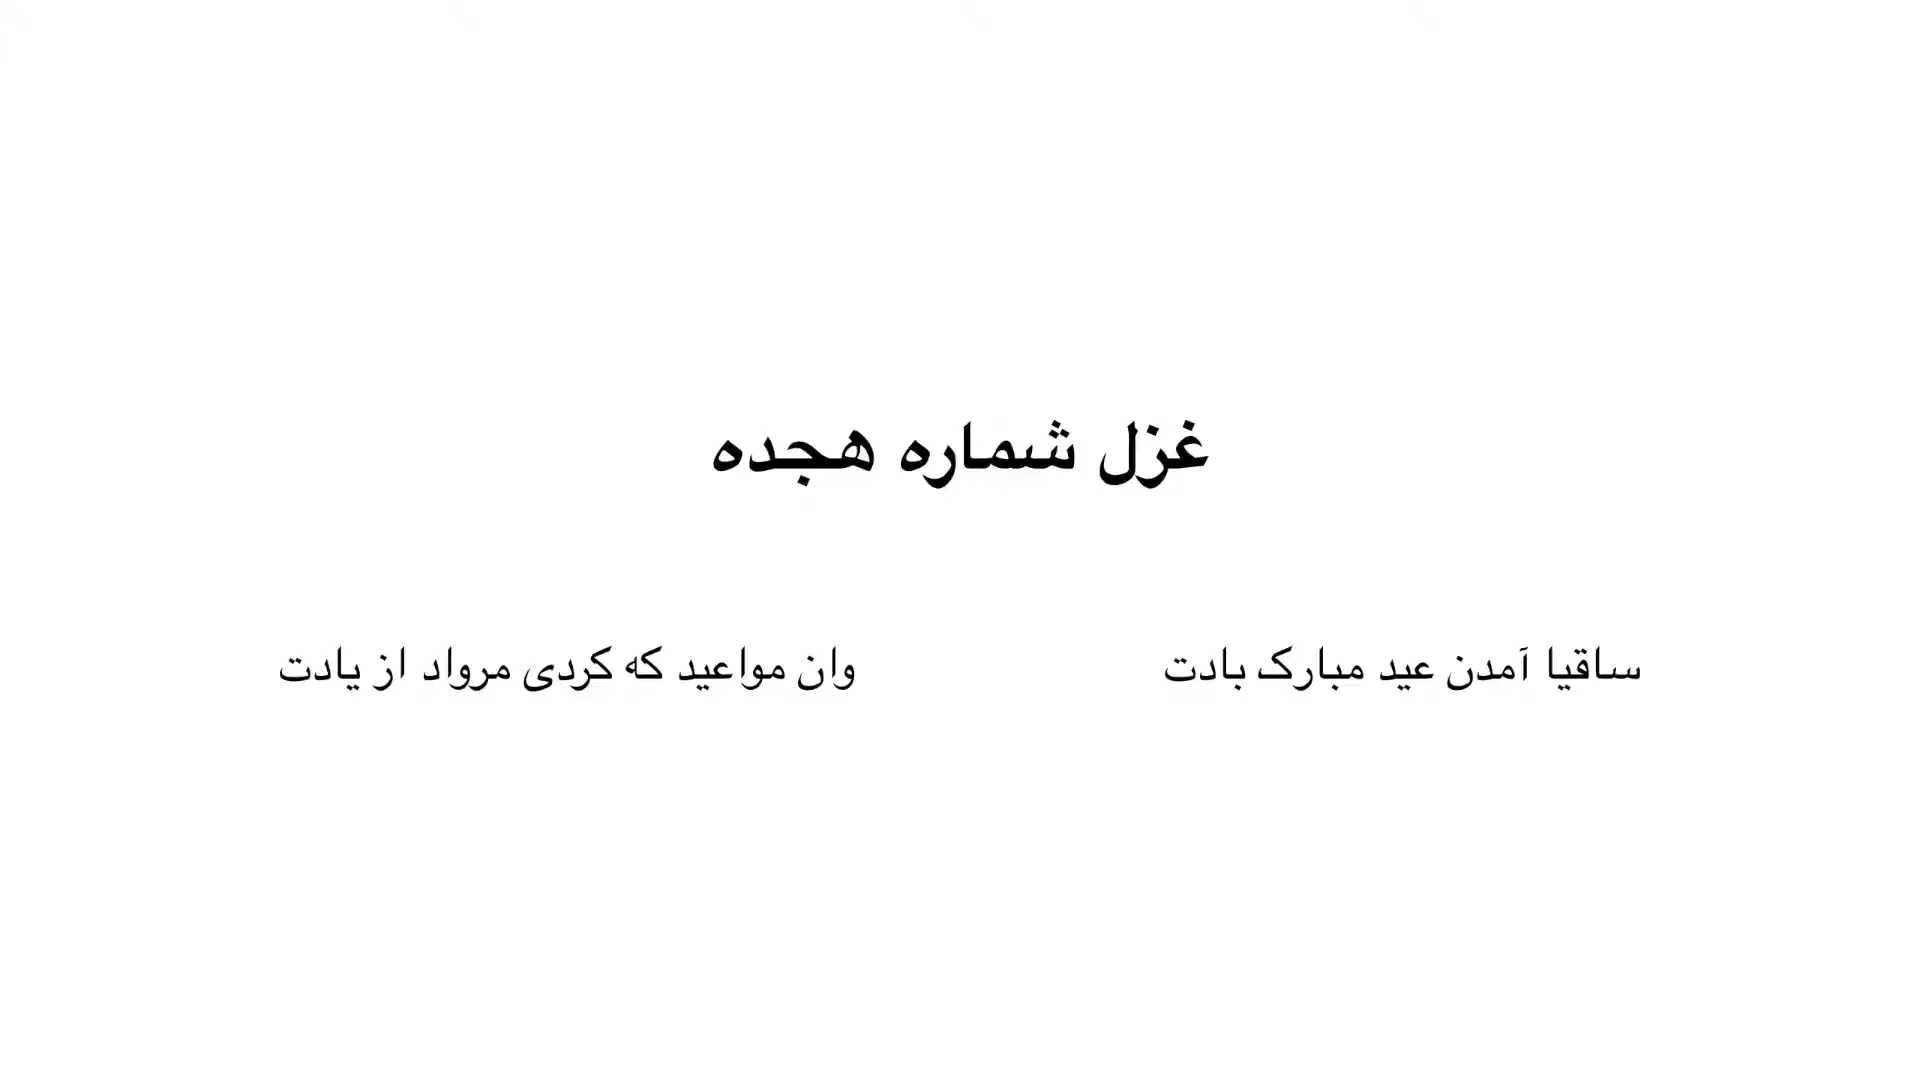 غزل شماره هجده
ساقیا آمدن عید مبارک بادت
وان مواعید که کردی مرواد از یادت